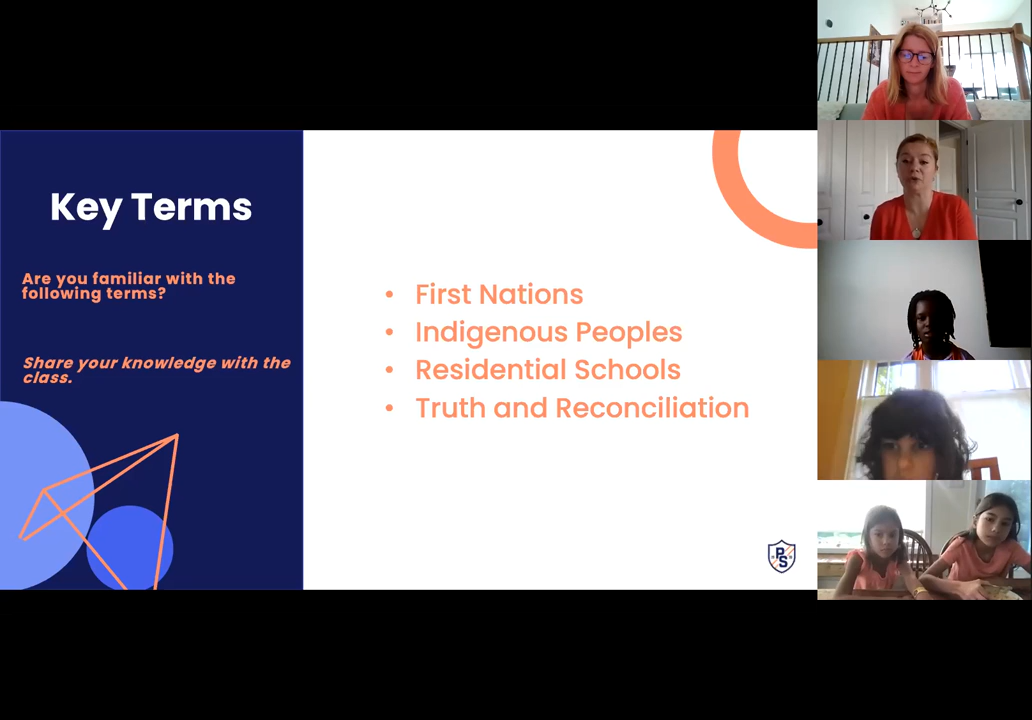 Key Terms
Are you familiar with the
following terms?
Share your knowledge with the
class.
• First Nations
• Indigenous Peoples
• Residential Schools
• Truth and Reconciliation
PS